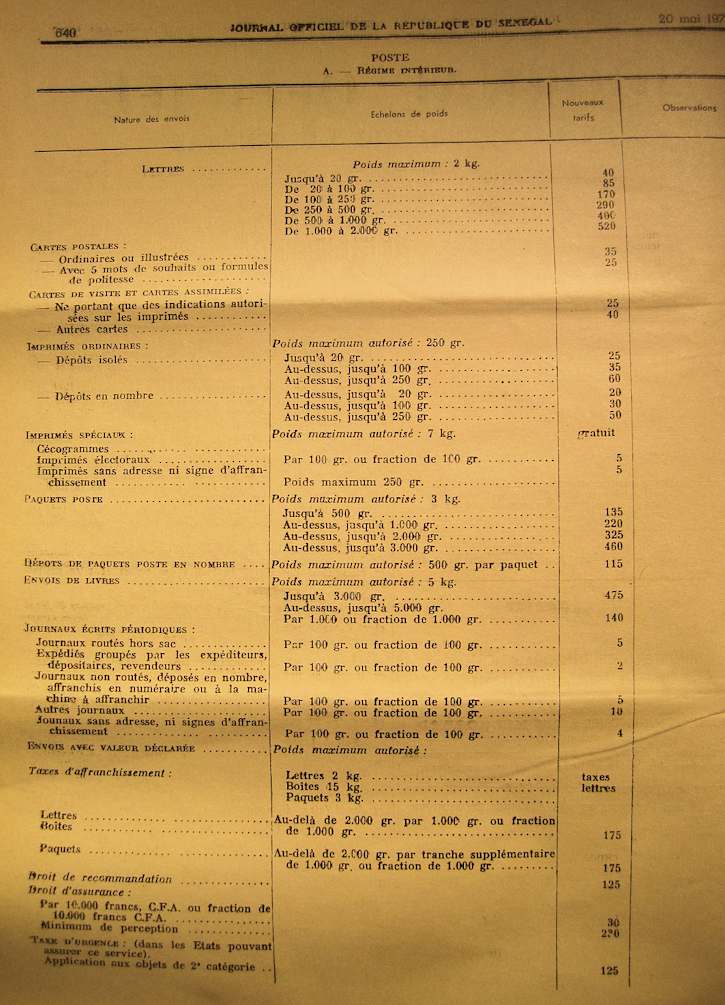 640 JOURNAL OFFICIEL DE LA REPUBLIQUE DU SENEGAL 20 mai 197
POSTE
A. — RÉGIME INTÉRIEUR.
Nature des envois Echelons de poids Nouveaux tarifs Observations
LETTRES ............ Poids maximum : 2 kg.
Jusqu'à 20 gr. .......... 40
De 20 à 100 gr. .......... 85
De 100 à 250 gr. .......... 170
De 250 à 500 gr. .......... 290
De 500 à 1.000 gr. .......... 400
De 1.000 à 2.000 gr. .......... 520
CARTES POSTALES :
— Ordinaires ou illustrées .......... 35
— Avec 5 mots de souhaits ou formules 25
de politesse ..........
CARTES DE VISITE ET CARTES ASSIMILÉES :
— Ne portant que des indications autori- 25
sées sur les imprimés .......... 40
— Autres cartes ..........
IMPRIMÉS ORDINAIRES : Poids maximum autorisé : 250 gr.
— Dépôts isolés .......... Jusqu'à 20 gr. .......... 25
Au-dessus, jusqu'à 100 gr. .......... 35
Au-dessus, jusqu'à 250 gr. .......... 60
— Dépôts en nombre .......... Au-dessus, jusqu'à 20 gr. .......... 20
Au-dessus, jusqu'à 100 gr. .......... 30
Au-dessus, jusqu'à 250 gr. .......... 50
IMPRIMÉS SPÉCIAUX : Poids maximum autorisé : 7 kg. gratuit
Cécogrammes ..........
Imprimés électoraux .......... Par 100 gr. ou fraction de 100 gr. .......... 5
Imprimés sans adresse ni signe d'affran- 5
chissement .......... Poids maximum 250 gr.
PAQUETS POSTE .......... Poids maximum autorisé : 3 kg.
Jusqu'à 500 gr. .......... 135
Au-dessus, jusqu'à 1.000 gr. .......... 220
Au-dessus, jusqu'à 2.000 gr. .......... 325
Au-dessus, jusqu'à 3.000 gr. .......... 460
DÉPOTS DE PAQUETS POSTE EN NOMBRE .... Poids maximum autorisé : 500 gr. par paquet .. 115
ENVOIS DE LIVRES .......... Poids maximum autorisé : 5 kg.
Jusqu'à 3.000 gr. .......... 475
Au-dessus, jusqu'à 5.000 gr.
Par 1.000 ou fraction de 1.000 gr. .......... 140
JOURNAUX ÉCRITS PÉRIODIQUES :
Journaux routés hors sac .......... Par 100 gr. ou fraction de 100 gr. .......... 5
Expédiés groupés par les expéditeurs,
dépositaires, revendeurs .......... Par 100 gr. ou fraction de 100 gr. .......... 2
Journaux non routés, déposés en nombre,
affranchis en numéraire ou à la ma-
chine à affranchir .......... Par 100 gr. ou fraction de 100 gr. .......... 5
Autres journaux .......... Par 100 gr. ou fraction de 100 gr. .......... 10
Jounaux sans adresse, ni signes d'affran-
chissement .......... Par 100 gr. ou fraction de 100 gr. .......... 4
ENVOIS AVEC VALEUR DÉCLARÉE .......... Poids maximum autorisé :
Taxes d'affranchissement : Lettres 2 kg. .......... taxes
Boîtes 15 kg. .......... lettres
Paquets 3 kg. ..........
Lettres .......... Au-delà de 2.000 gr. par 1.000 gr. ou fraction
Boîtes .......... de 1.000 gr. .......... 175
Paquets .......... Au-delà de 2.000 gr. par tranche supplémentaire
de 1.000 gr. ou fraction de 1.000 gr. .......... 175
Droit de recommandation .......... 125
Droit d'assurance :
Par 10.000 francs, C.F.A. ou fraction de
10.000 francs C.F.A. .......... 30
Minimum de perception ..........
TAXE D'URGENCE : (dans les Etats pouvant
assurer ce service).
Application aux objets de 2e catégorie .. 125